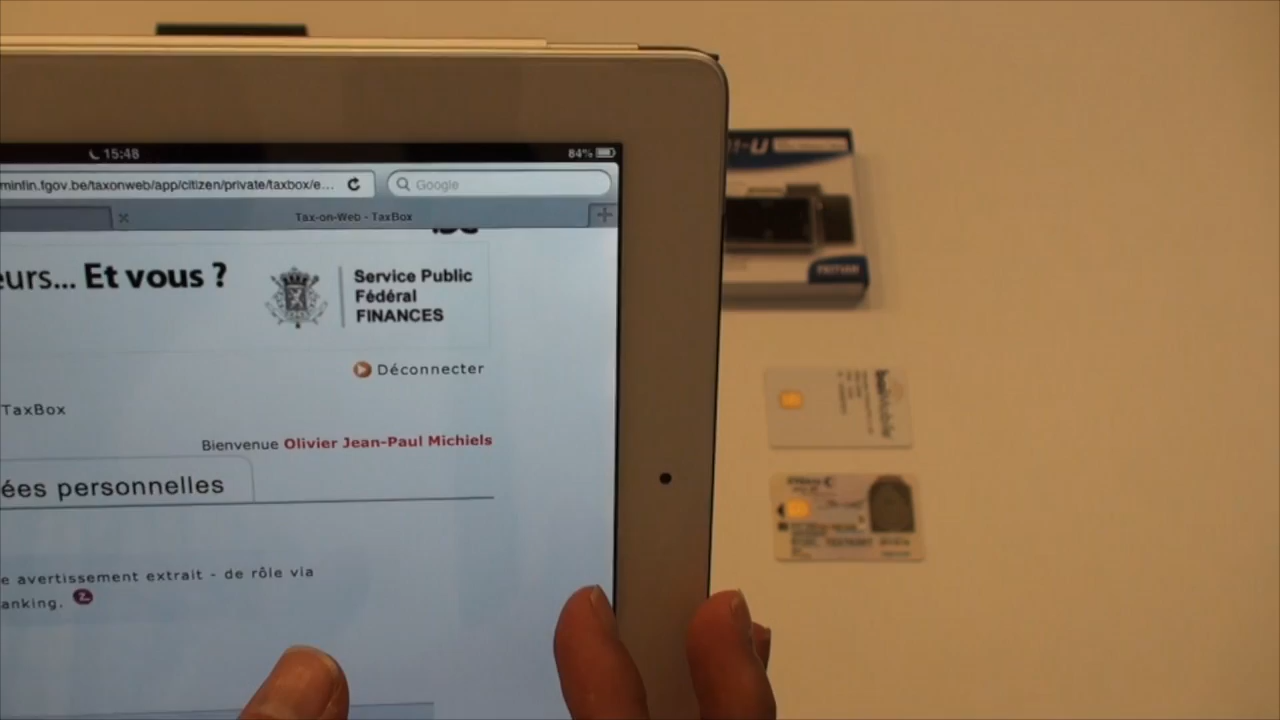 15:48
84%
minfin.fgov.be/taxonweb/app/citizen/private/taxbox/e...
Google
Tax-on-Web - TaxBox
eurs... Et vous ?
Service Public
Fédéral
FINANCES
Déconnecter
TaxBox
Bienvenue Olivier Jean-Paul Michiels
ées personnelles
e avertissement extrait - de rôle via
anking.